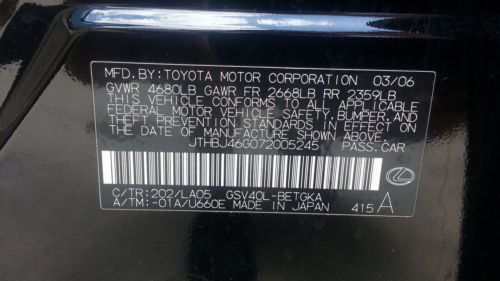 MFD. BY: TOYOTA MOTOR CORPORATION 03/06
GVWR 4680LB GAWR FR 2668LB RR 2359LB
THIS VEHICLE CONFORMS TO ALL APPLICABLE
FEDERAL MOTOR VEHICLE SAFETY, BUMPER, AND
THEFT PREVENTION STANDARDS IN EFFECT ON
THE DATE OF MANUFACTURE SHOWN ABOVE.
JTHBJ46G072005245 PASS. CAR
C/TR: 202/LA05 GSV40L-BETGKA
A/TM: -01A/U660E MADE IN JAPAN 415 A